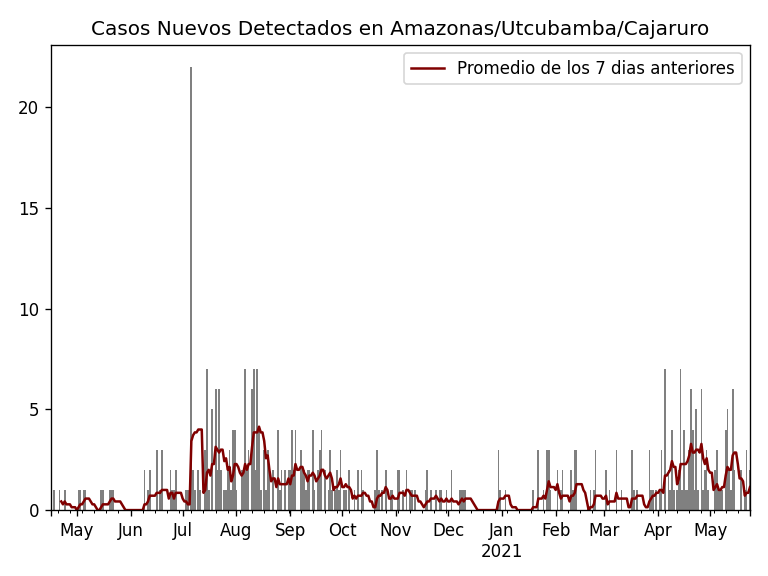 Casos Nuevos Detectados en Amazonas/Utcubamba/Cajaruro
Promedio de los 7 dias anteriores
20
15
10
5
0
May Jun Jul Aug Sep Oct Nov Dec Jan Feb Mar Apr May
2021